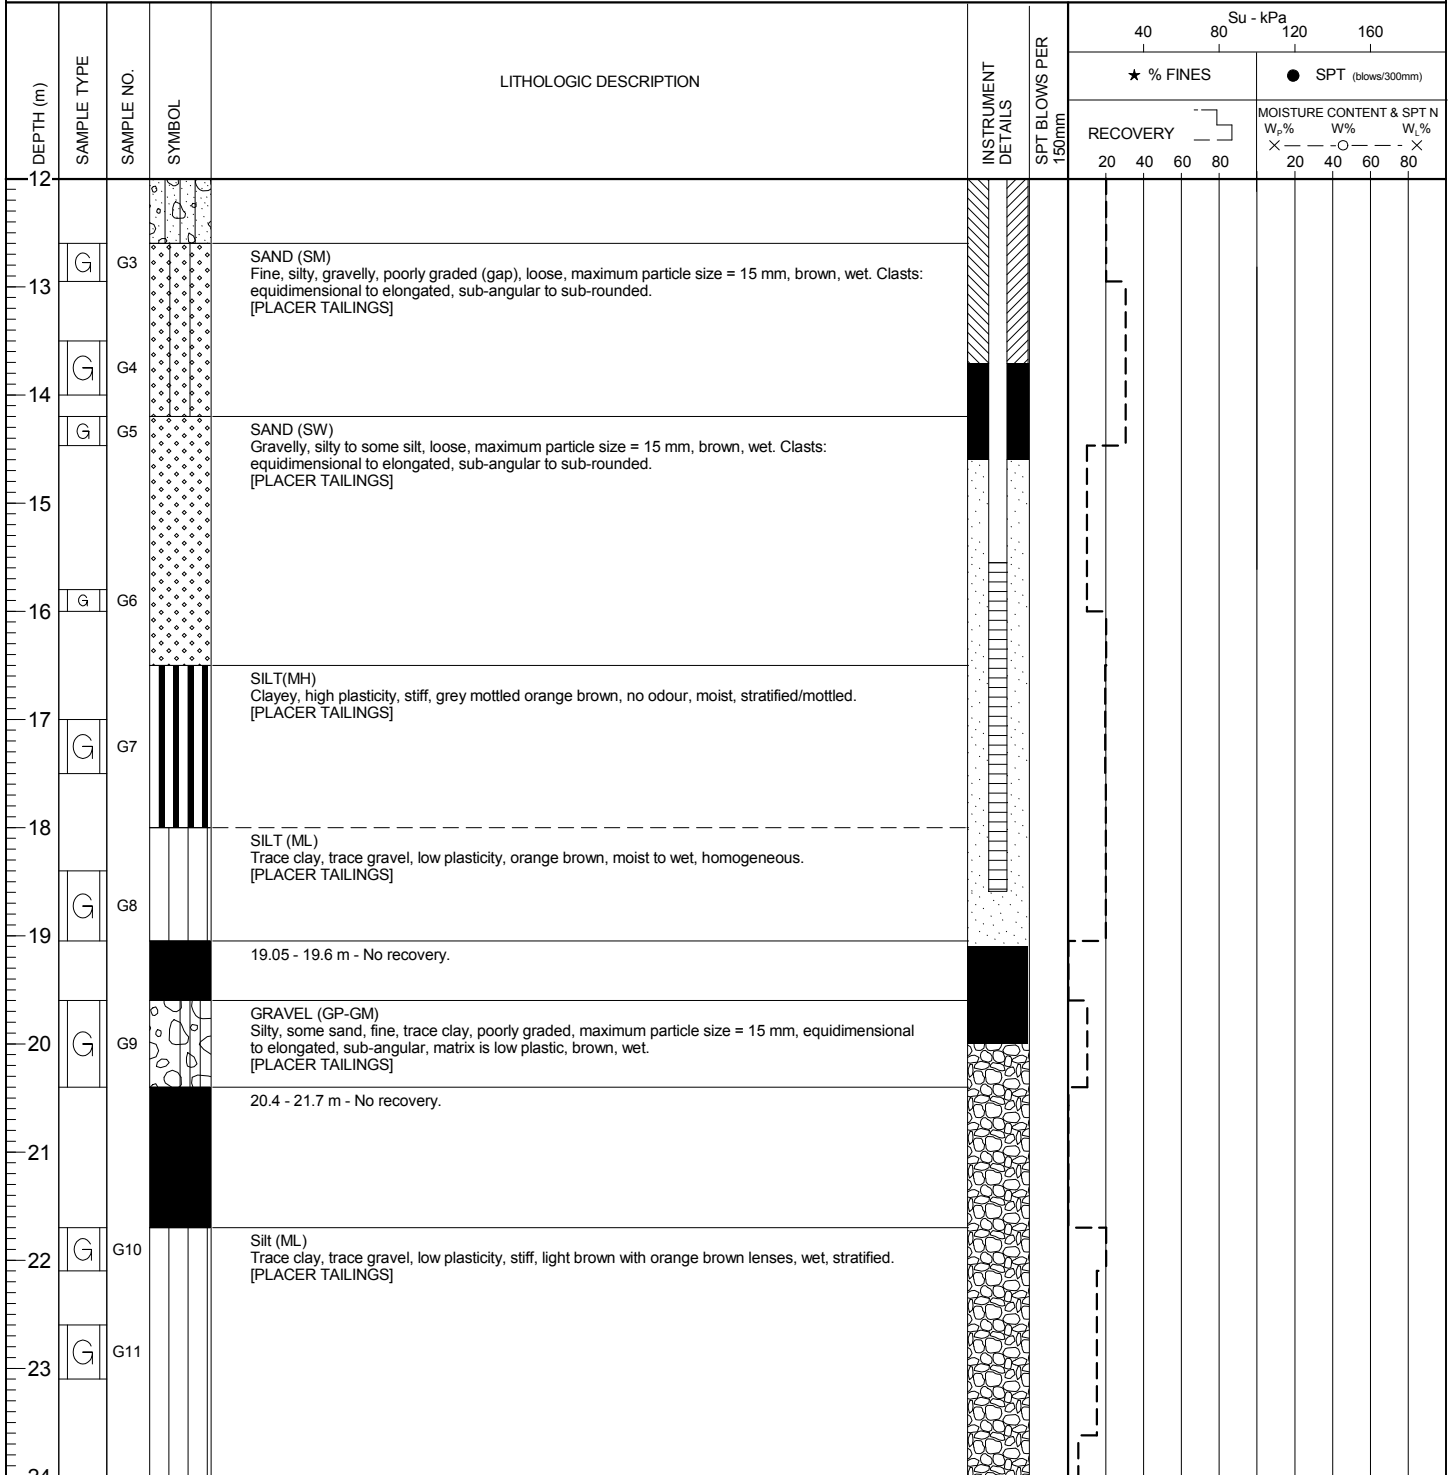 DEPTH (m)
SAMPLE TYPE
SAMPLE NO.
SYMBOL
LITHOLOGIC DESCRIPTION
INSTRUMENT
DETAILS
SPT BLOWS PER
150mm
Su - kPa
40 80 120 160
★ % FINES
● SPT (blows/300mm)
RECOVERY
MOISTURE CONTENT & SPT N
WP% W% WL%
20 40 60 80 20 40 60 80
12
G G3
SAND (SM)
Fine, silty, gravelly, poorly graded (gap), loose, maximum particle size = 15 mm, brown, wet. Clasts:
equidimensional to elongated, sub-angular to sub-rounded.
[PLACER TAILINGS]
13
G G4
14
G G5
SAND (SW)
Gravelly, silty to some silt, loose, maximum particle size = 15 mm, brown, wet. Clasts:
equidimensional to elongated, sub-angular to sub-rounded.
[PLACER TAILINGS]
15
G G6
16
SILT(MH)
Clayey, high plasticity, stiff, grey mottled orange brown, no odour, moist, stratified/mottled.
[PLACER TAILINGS]
17
G G7
18
SILT (ML)
Trace clay, trace gravel, low plasticity, orange brown, moist to wet, homogeneous.
[PLACER TAILINGS]
G G8
19
19.05 - 19.6 m - No recovery.
GRAVEL (GP-GM)
Silty, some sand, fine, trace clay, poorly graded, maximum particle size = 15 mm, equidimensional
to elongated, sub-angular, matrix is low plastic, brown, wet.
[PLACER TAILINGS]
20
G G9
20.4 - 21.7 m - No recovery.
21
Silt (ML)
Trace clay, trace gravel, low plasticity, stiff, light brown with orange brown lenses, wet, stratified.
[PLACER TAILINGS]
G G10
22
G G11
23
24